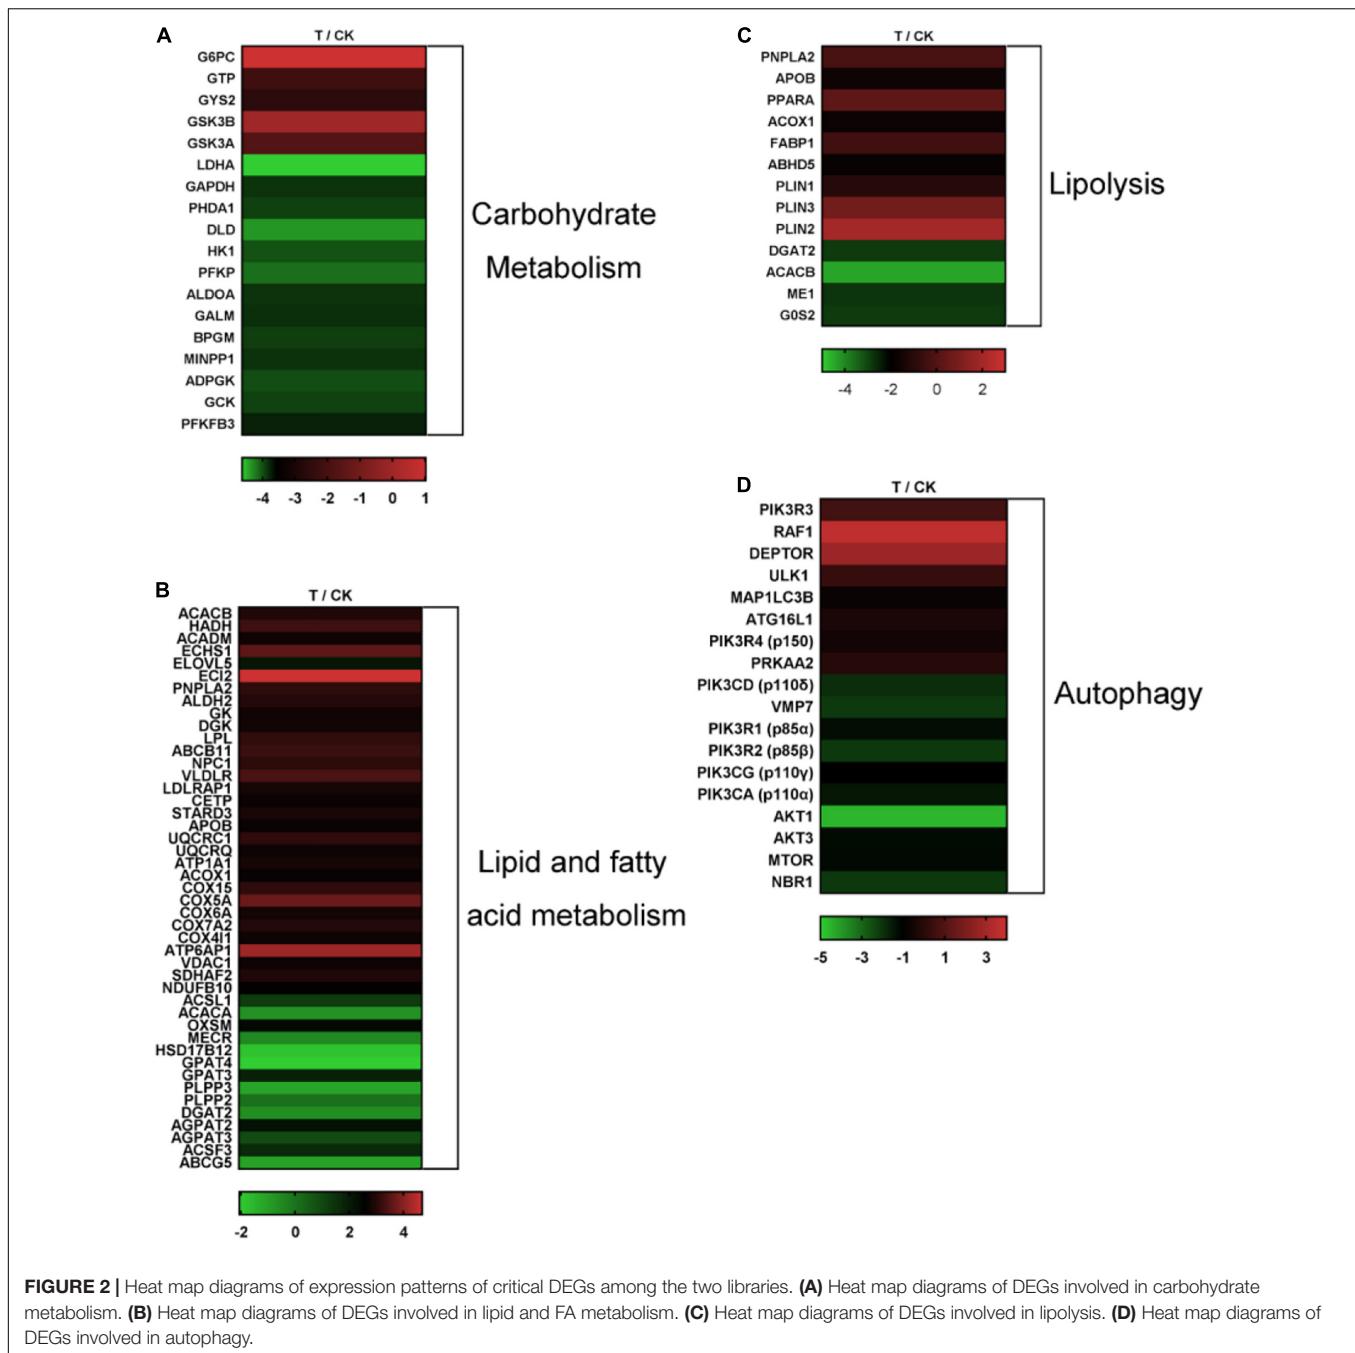 A
T / CK
G6PC
GTP
GYS2
GSK3B
GSK3A
LDHA
GAPDH
PHDA1
DLD
HK1
PFKP
ALDOA
GALM
BPGM
MINPP1
ADPGK
GCK
PFKFB3
Carbohydrate
Metabolism
-4 -3 -2 -1 0 1
B
T / CK
ACACB
HADH
ACADM
ECHS1
ELOVL5
ECI2
PNPLA2
ALDH2
GK
DGK
LPL
ABCB11
NPC1
VLDLR
LDLRAP1
CETP
STARD3
APOB
UQCRC1
UQCRQ
ATP1A1
ACOX1
COX15
COX5A
COX6A
COX7A2
COX4I1
ATP6AP1
VDAC1
SDHAF2
NDUFB10
ACSL1
ACACA
OXSM
MECR
HSD17B12
GPAT4
GPAT3
PLPP3
PLPP2
DGAT2
AGPAT2
AGPAT3
ACSF3
ABCG5
Lipid and fatty
acid metabolism
-2 0 2 4
C
T / CK
PNPLA2
APOB
PPARA
ACOX1
FABP1
ABHD5
PLIN1
PLIN3
PLIN2
DGAT2
ACACB
ME1
G0S2
Lipolysis
-4 -2 0 2
D
T / CK
PIK3R3
RAF1
DEPTOR
ULK1
MAP1LC3B
ATG16L1
PIK3R4 (p150)
PRKAA2
PIK3CD (p110δ)
VMP7
PIK3R1 (p85α)
PIK3R2 (p85β)
PIK3CG (p110γ)
PIK3CA (p110α)
AKT1
AKT3
MTOR
NBR1
Autophagy
-5 -3 -1 1 3
FIGURE 2 | Heat map diagrams of expression patterns of critical DEGs among the two libraries. (A) Heat map diagrams of DEGs involved in carbohydrate
metabolism. (B) Heat map diagrams of DEGs involved in lipid and FA metabolism. (C) Heat map diagrams of DEGs involved in lipolysis. (D) Heat map diagrams of
DEGs involved in autophagy.